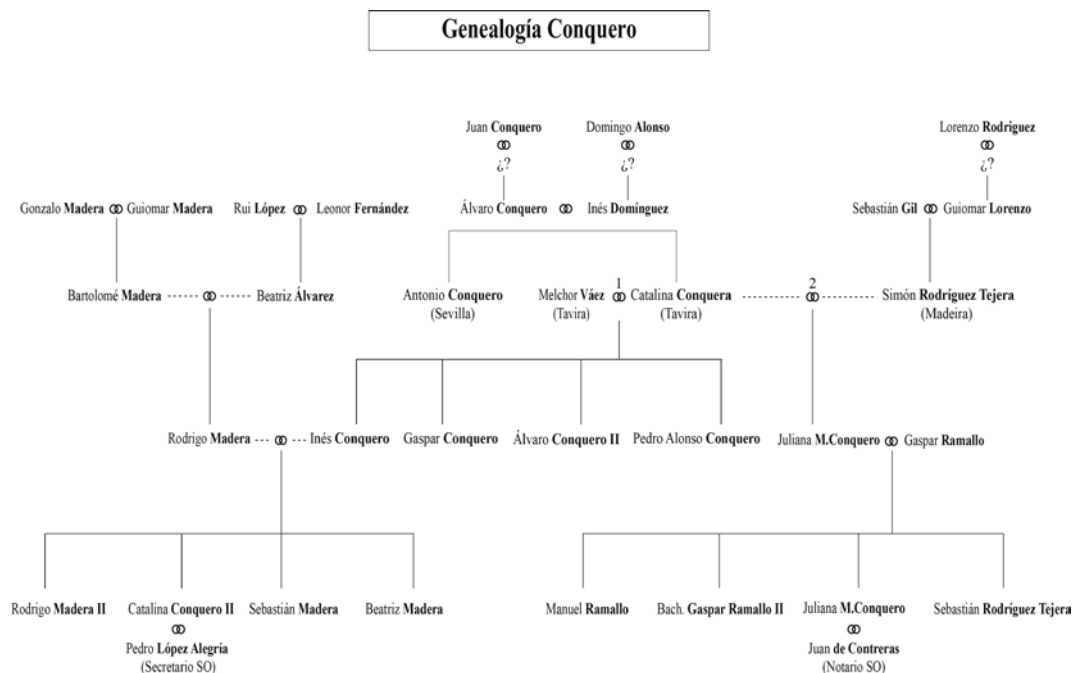 Genealogía Conquero
Juan Conquero
Domingo Alonso
Lorenzo Rodriguez
¿?
¿?
¿?
Gonzalo Madera
Guiomar Madera
Rui López
Leonor Fernández
Álvaro Conquero
Inés Domínguez
Sebastián Gil
Guiomar Lorenzo
1
2
Bartolomé Madera
Beatriz Álvarez
Antonio Conquero
(Sevilla)
Melchor Váez
(Tavira)
Catalina Conquera
(Tavira)
Simón Rodríguez Tejera
(Madeira)
Rodrigo Madera
Inés Conquero
Gaspar Conquero
Álvaro Conquero II
Pedro Alonso Conquero
Juliana M.Conquero
Gaspar Ramallo
Rodrigo Madera II
Catalina Conquero II
Sebastián Madera
Beatriz Madera
Manuel Ramallo
Bach. Gaspar Ramallo II
Juliana M.Conquero
Sebastián Rodríguez Tejera
Pedro López Alegría
(Secretario SO)
Juan de Contreras
(Notario SO)